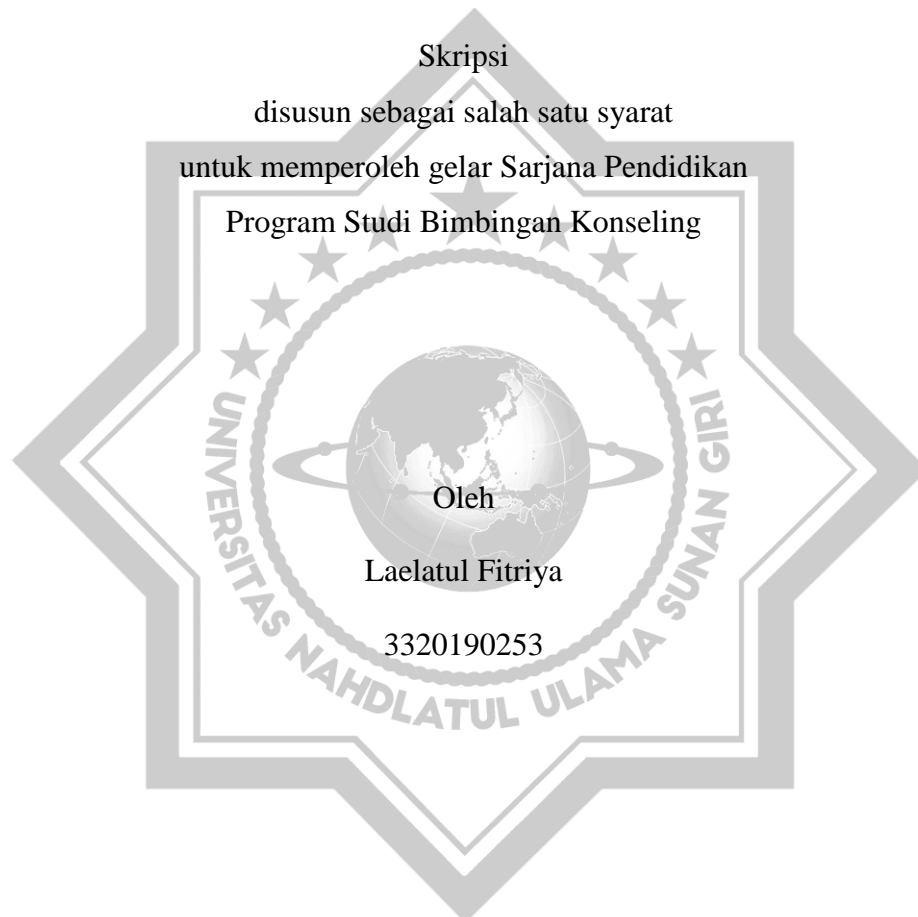 Skripsi
disusun sebagai salah satu syarat
untuk memperoleh gelar Sarjana Pendidikan
Program Studi Bimbingan Konseling
Oleh
Laelatul Fitriya
3320190253
UNIVERSITAS NAHDLATUL ULAMA SUNAN GIRI